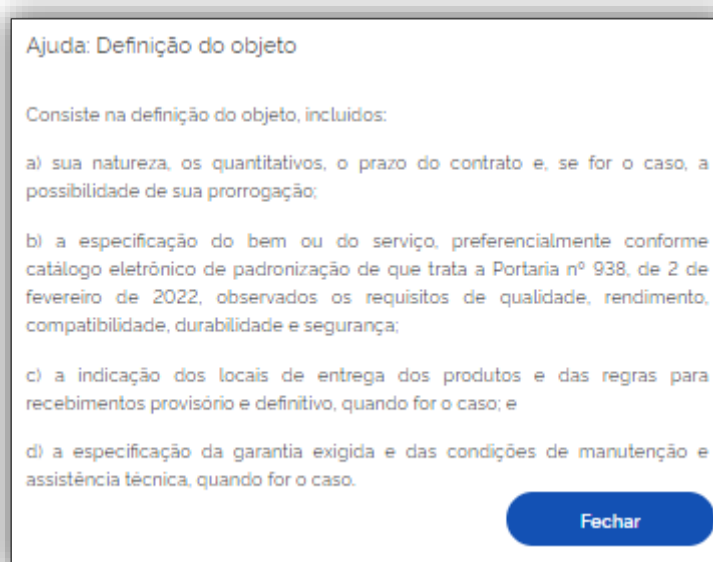 Ajuda: Definição do objeto
Consiste na definição do objeto, incluidos:
a) sua natureza, os quantitativos, o prazo do contrato e, se for o caso, a
possibilidade de sua prorrogação;
b) a especificação do bem ou do serviço, preferencialmente conforme
catálogo eletrônico de padronização de que trata a Portaria nº 938, de 2 de
fevereiro de 2022, observados os requisitos de qualidade, rendimento,
compatibilidade, durabilidade e segurança;
c) a indicação dos locais de entrega dos produtos e das regras para
recebimentos provisório e definitivo, quando for o caso; e
d) a especificação da garantia exigida e das condições de manutenção e
assistência técnica, quando for o caso.
Fechar